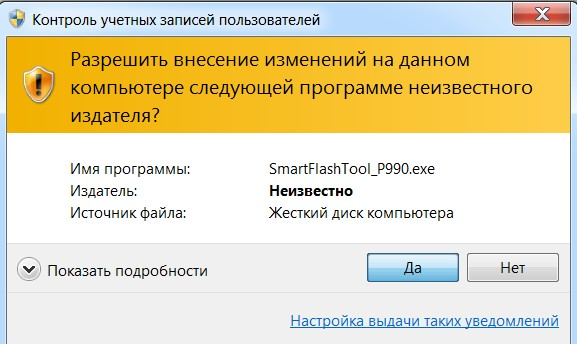 Контроль учетных записей пользователей
Разрешить внесение изменений на данном
компьютере следующей программе неизвестного
издателя?
Имя программы: SmartFlashTool_P990.exe
Издатель: Неизвестно
Источник файла: Жесткий диск компьютера
Показать подробности Да Нет
Настройка выдачи таких уведомлений